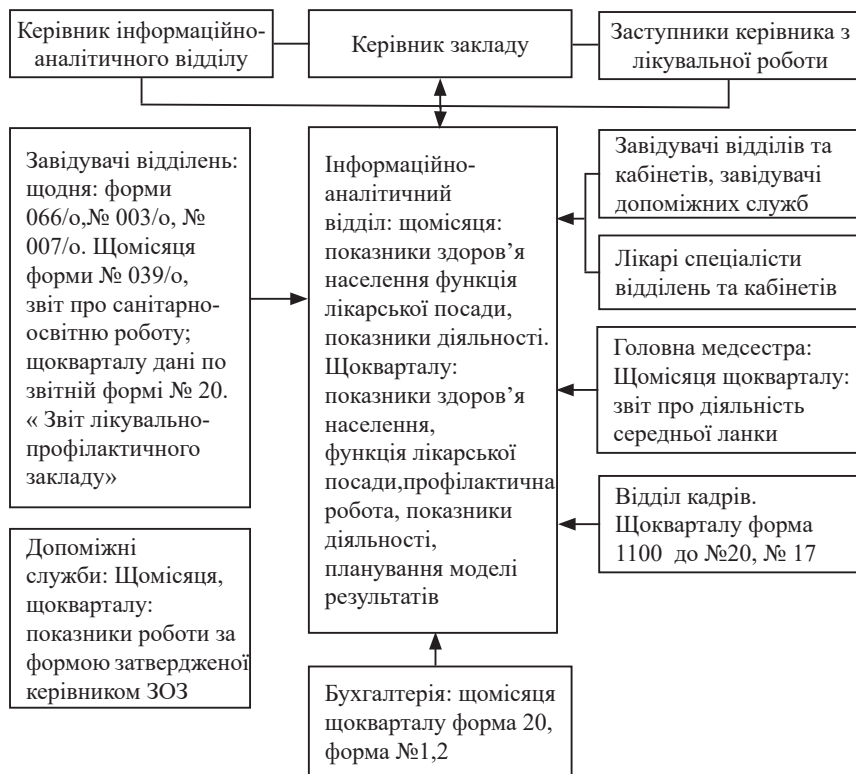 Керівник інформаційно-
аналітичного відділу
Керівник закладу
Заступники керівника з
лікувальної роботи
Завідувачі відділень:
щодня: форми
066/о,№ 003/о, №
007/о. Щомісяця
форми № 039/о,
звіт про санітарно-
освітню роботу;
щокварталу дані по
звітній формі № 20.
« Звіт лікувально-
профілактичного
закладу»
Допоміжні
служби: Щомісяця,
щокварталу:
показники роботи за
формою затвердженої
керівником ЗОЗ
Інформаційно-
аналітичний
відділ: щомісяця:
показники здоров’я
населення функція
лікарської посади,
показники діяльності.
Щокварталу:
показники здоров’я
населення,
функція лікарської
посади,профілактична
робота, показники
діяльності,
планування моделі
результатів
Бухгалтерія: щомісяця
щокварталу форма 20,
форма №1,2
Завідувачі відділів та
кабінетів, завідувачі
допоміжних служб
Лікарі спеціалісти
відділень та кабінетів
Головна медсестра:
Щомісяця щокварталу:
звіт про діяльність
середньої ланки
Відділ кадрів.
Щокварталу форма
1100 до №20, № 17